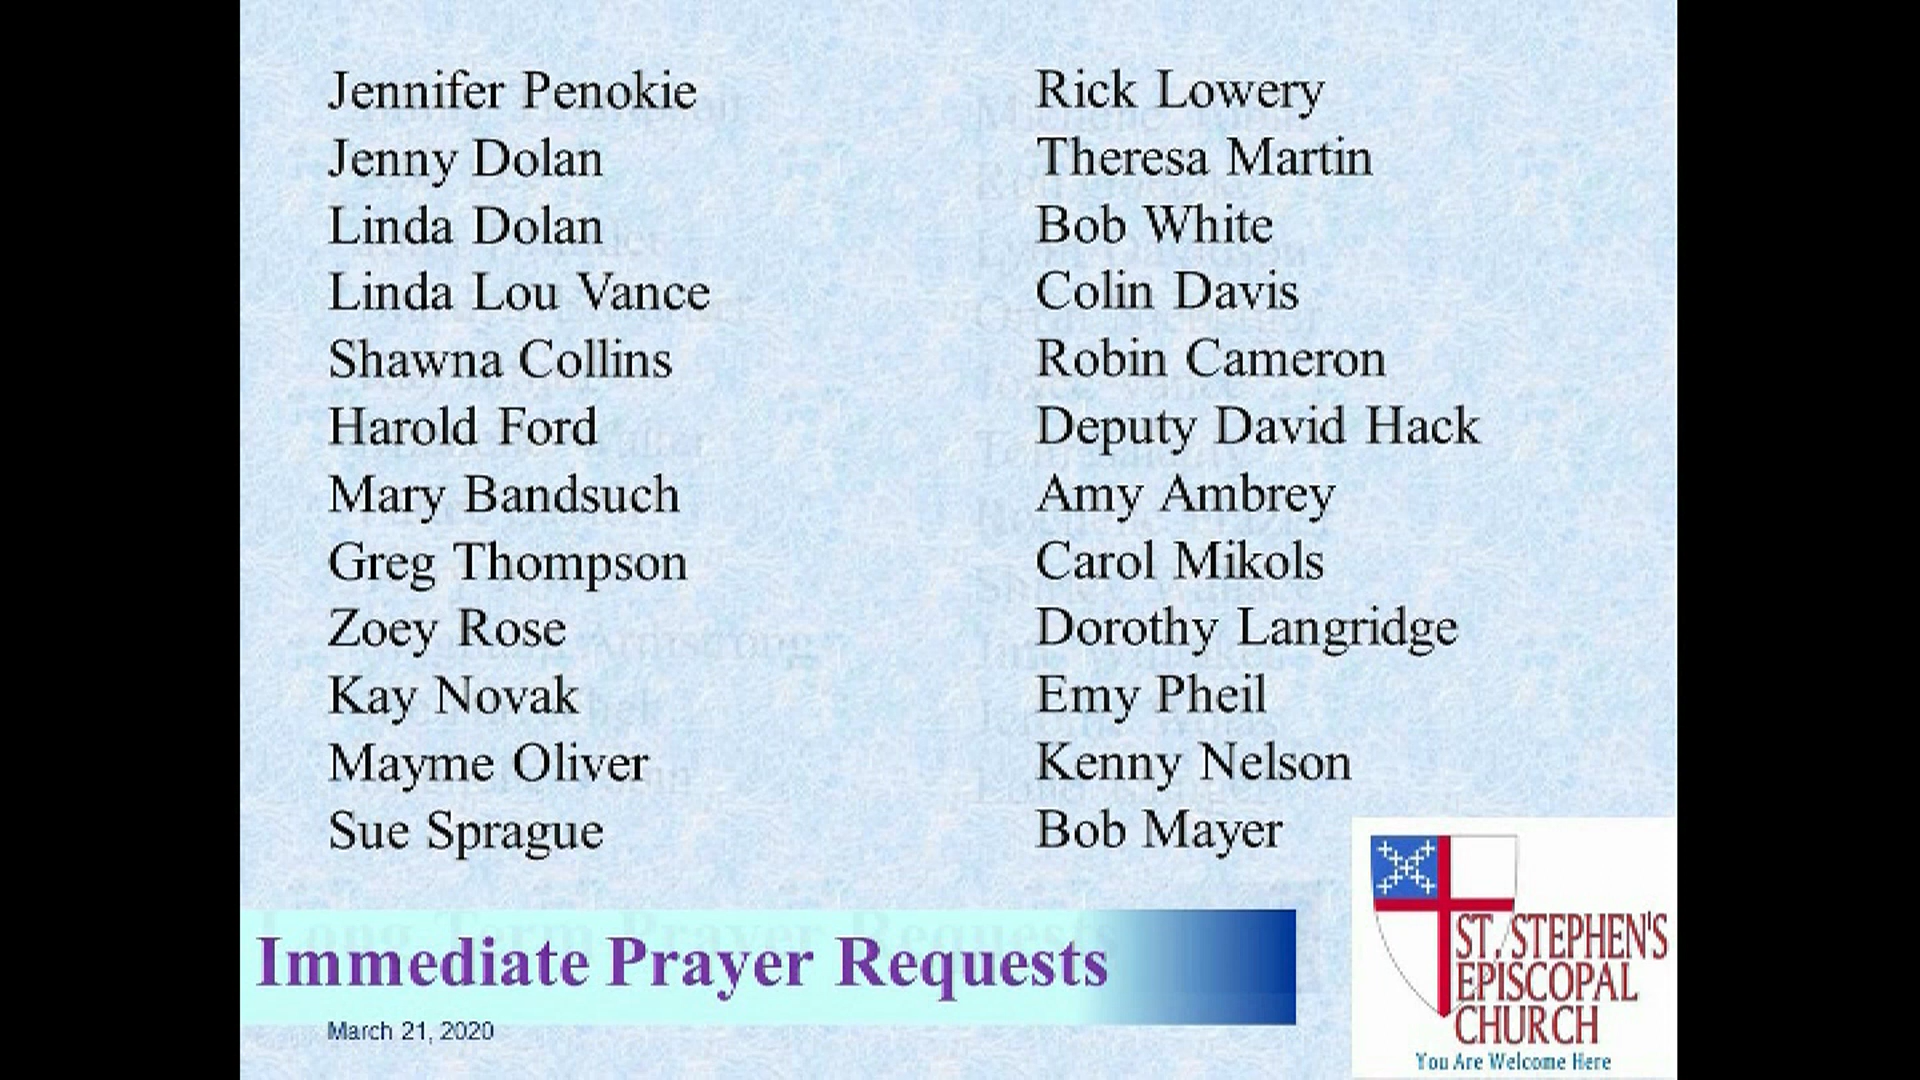 Jennifer Penokie
Jenny Dolan
Linda Dolan
Linda Lou Vance
Shawna Collins
Harold Ford
Mary Bandsuch
Greg Thompson
Zoey Rose
Kay Novak
Mayme Oliver
Sue Sprague
Rick Lowery
Theresa Martin
Bob White
Colin Davis
Robin Cameron
Deputy David Hack
Amy Ambrey
Carol Mikols
Dorothy Langridge
Emy Pheil
Kenny Nelson
Bob Mayer
Immediate Prayer Requests
March 21, 2020
ST. STEPHEN'S
EPISCOPAL
CHURCH
You Are Welcome Here